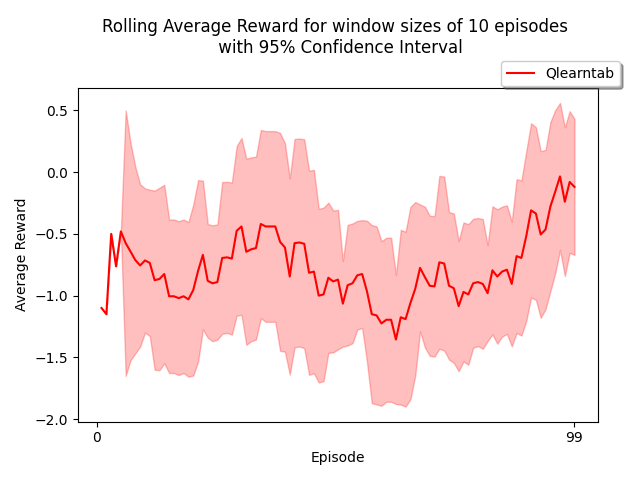 Rolling Average Reward for window sizes of 10 episodes
with 95% Confidence Interval
Qlearntab
0.5
0.0
−0.5
−1.0
−1.5
−2.0
Average Reward
0 99
Episode